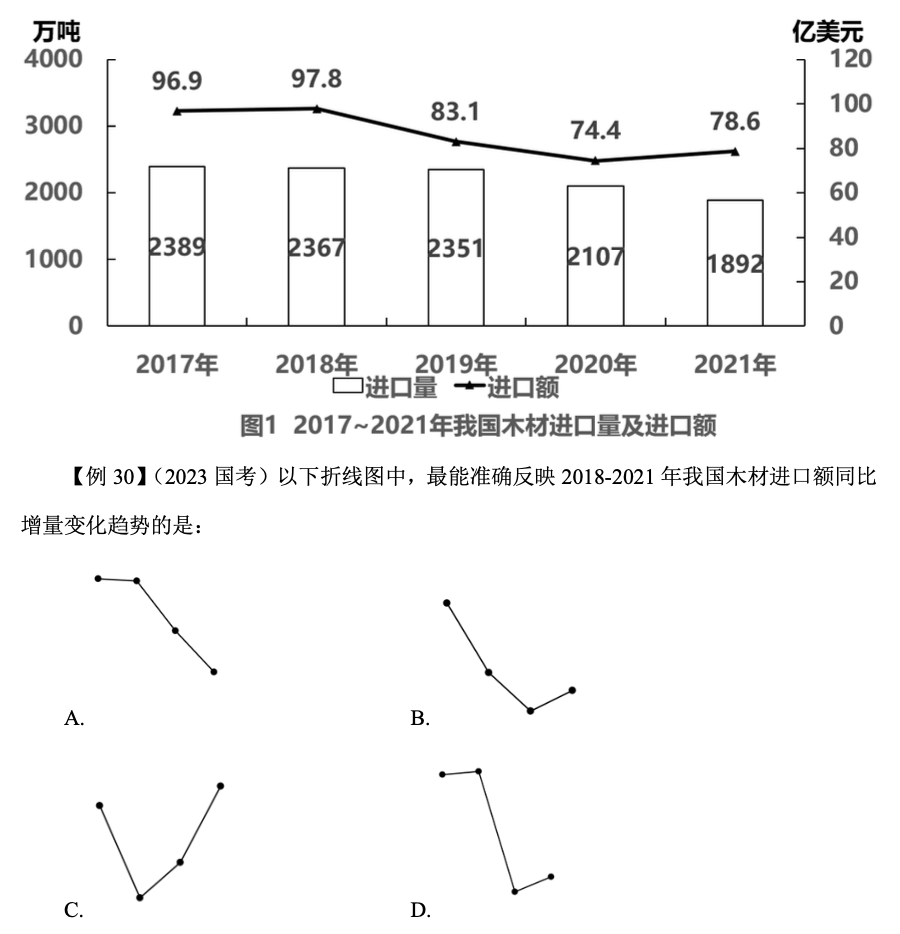 万吨 亿美元
4000 120
96.9 97.8 83.1 74.4 78.6
100
3000
80
2000 60
2389 2367 2351 2107 1892
40
1000
20
0 0
2017年 2018年 2019年 2020年 2021年
进口量 进口额
图1 2017~2021年我国木材进口量及进口额
【例 30】（2023 国考）以下折线图中，最能准确反映 2018-2021 年我国木材进口额同比
增量变化趋势的是：
A. B.
C. D.